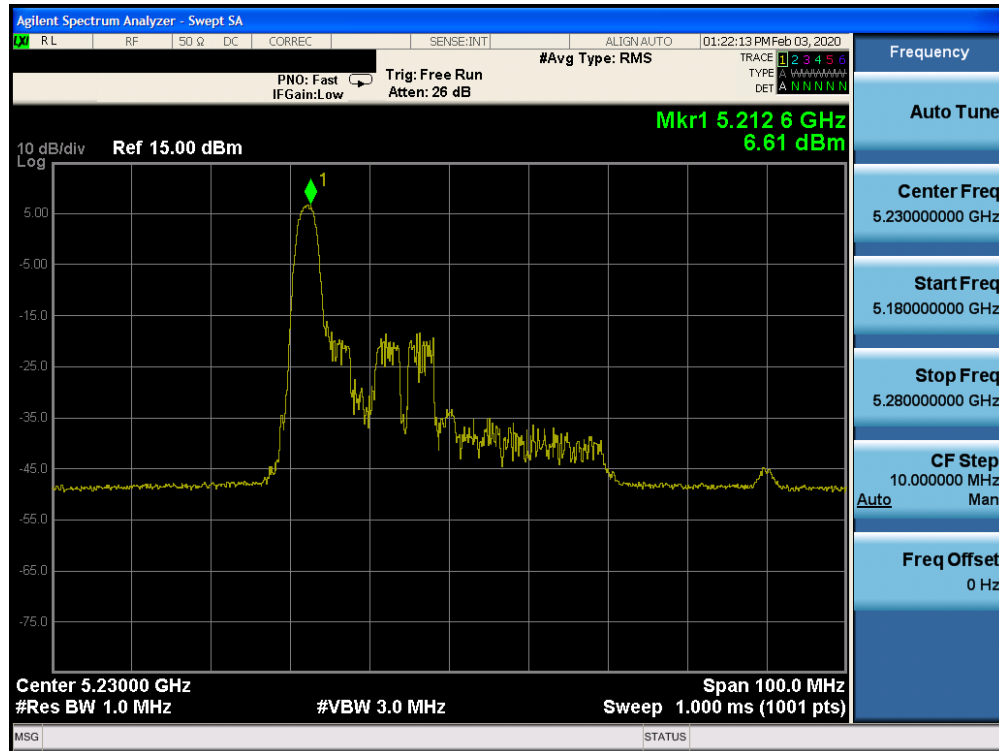 Agilent Spectrum Analyzer - Swept SA
LXI RL RF 50 Ω DC CORREC SENSE:INT ALIGN AUTO 01:22:13 PM Feb 03, 2020
#Avg Type: RMS
TRACE 1 2 3 4 5 6
TYPE A WWWWWW
DET A N N N N N
PNO: Fast
IFGain:Low
Trig: Free Run
Atten: 26 dB
Mkr1 5.212 6 GHz
6.61 dBm
10 dB/div Ref 15.00 dBm
Log
1
5.00
-5.00
-15.0
-25.0
-35.0
-45.0
-55.0
-65.0
-75.0
Center 5.23000 GHz Span 100.0 MHz
#Res BW 1.0 MHz #VBW 3.0 MHz Sweep 1.000 ms (1001 pts)
MSG STATUS
Frequency
Auto Tune
Center Freq
5.230000000 GHz
Start Freq
5.180000000 GHz
Stop Freq
5.280000000 GHz
CF Step
10.000000 MHz
Auto Man
Freq Offset
0 Hz